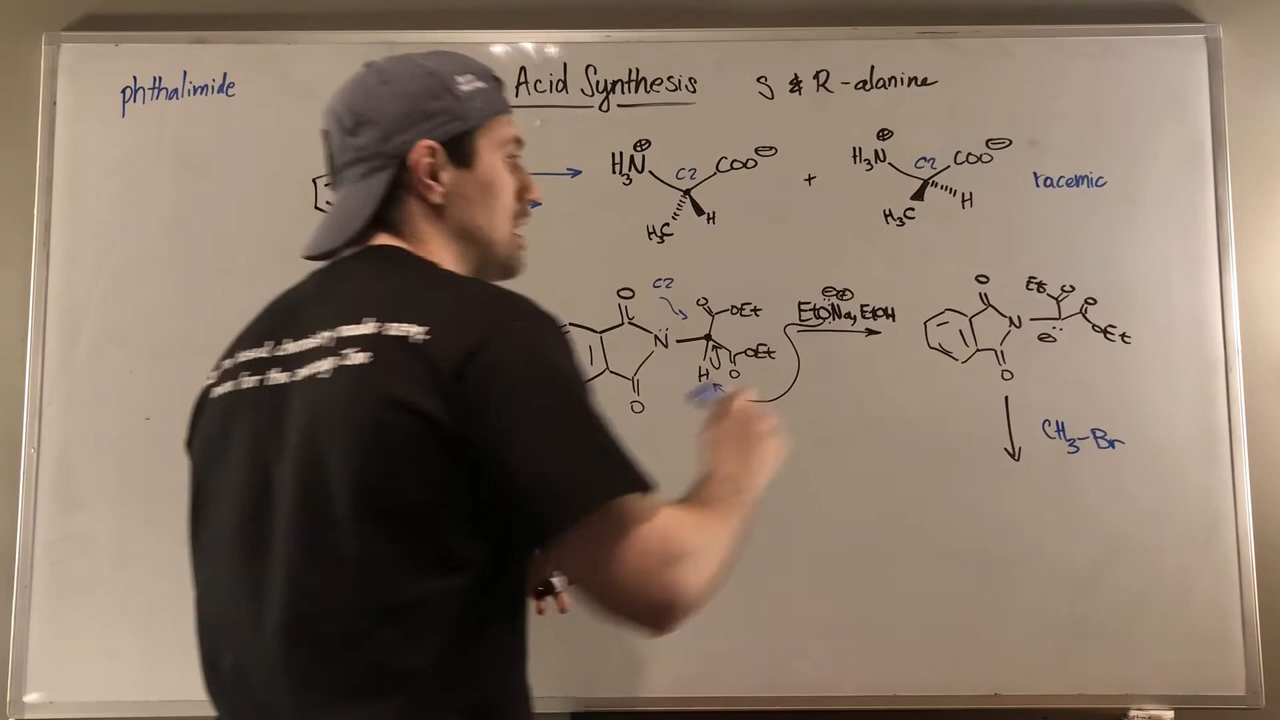 phthalimide
Acid Synthesis
S & R-alanine
H₃N⊕ C2 COO⊖ H₃C H
+
H₃N⊕ C2 COO⊖ H₃C H
racemic
C2
O N O O OEt OEt O H
EtO⊖Na⊕, EtOH
O N O EtO O O OEt ⊖
CH₃-Br